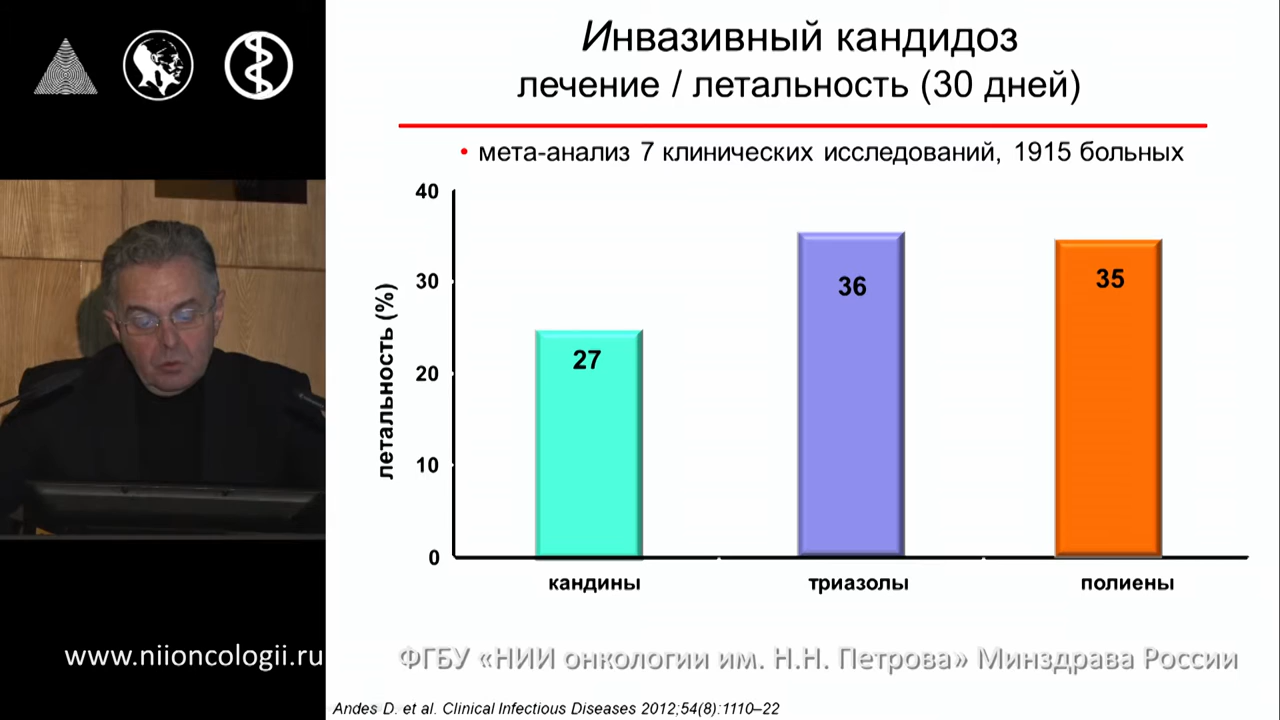 Инвазивный кандидоз
лечение / летальность (30 дней)
• мета-анализ 7 клинических исследований, 1915 больных
летальность (%)
40
30
20
10
0
27
36
35
кандины
триазолы
полиены
www.niioncologii.ru
ФГБУ «НИИ онкологии им. Н.Н. Петрова» Минздрава России
Andes D. et al. Clinical Infectious Diseases 2012;54(8):1110–22